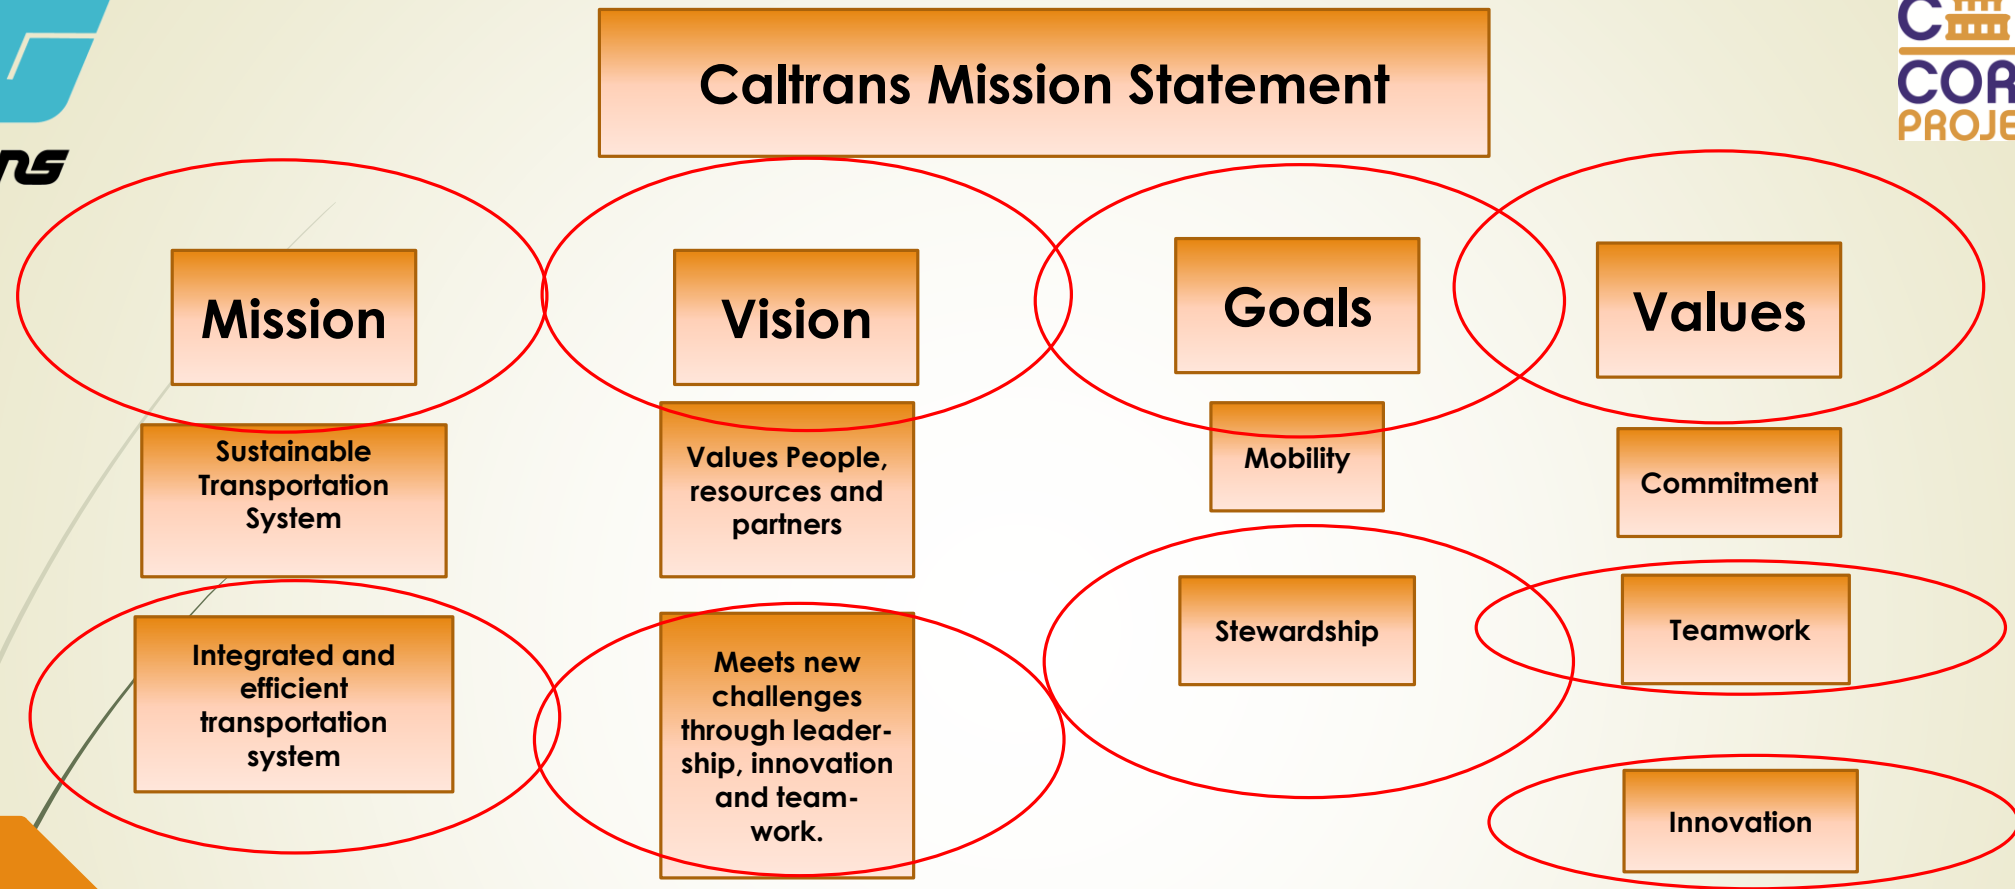 Caltrans Mission Statement
Mission
Vision
Goals
Values
Sustainable
Transportation
System
Values People,
resources and
partners
Mobility
Commitment
Integrated and
efficient
transportation
system
Meets new
challenges
through leader-
ship, innovation
and team-
work.
Stewardship
Teamwork
Innovation